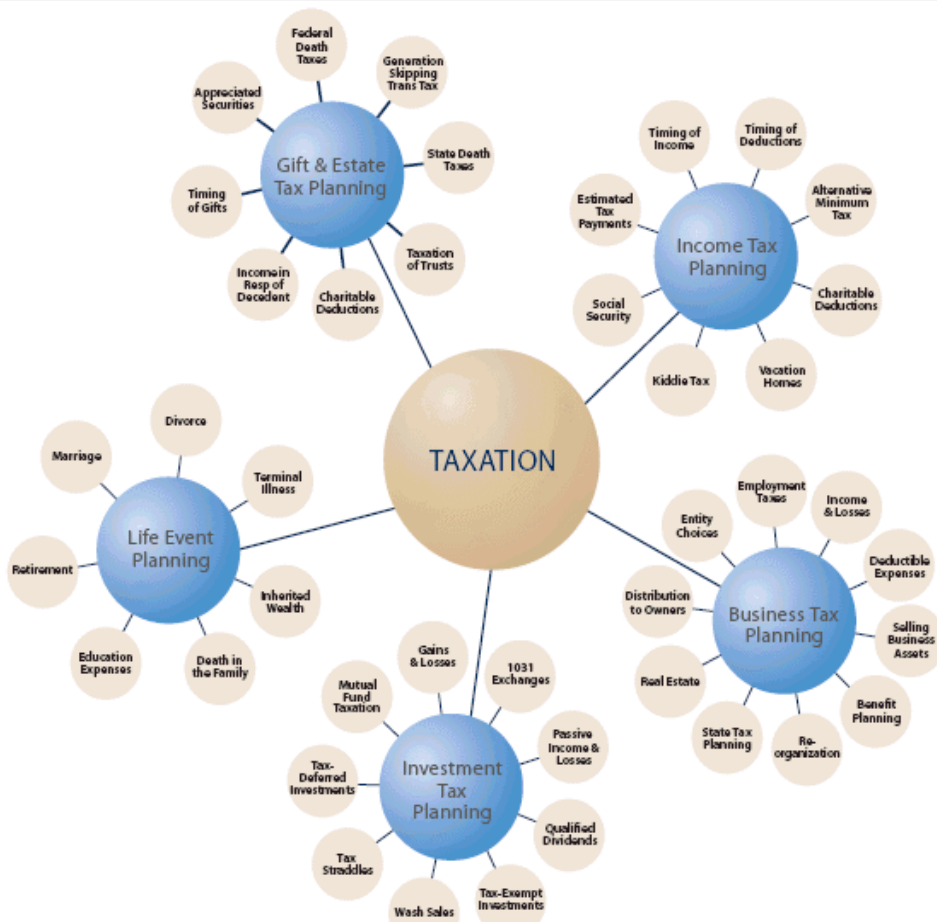 Federal
Death
Taxes
Generation
Skipping
Trans Tax
Appreciated
Securities
State Death
Taxes
Gift & Estate
Tax Planning
Timing
of Gifts
Taxation
of Trusts
Income in
Resp of
Decedent
Charitable
Deductions
Timing of
Income
Timing of
Deductions
Estimated
Tax
Payments
Alternative
Minimum
Tax
Income Tax
Planning
Social
Security
Charitable
Deductions
Kiddie Tax
Vacation
Homes
TAXATION
Divorce
Marriage
Terminal
Illness
Life Event
Planning
Retirement
Inherited
Wealth
Education
Expenses
Death in
the Family
Employment
Taxes
Income
& Losses
Entity
Choices
Deductible
Expenses
Distribution
to Owners
Business Tax
Planning
Selling
Business
Assets
Real Estate
Benefit
Planning
State Tax
Planning
Re-
organization
Gains
& Losses
1031
Exchanges
Mutual
Fund
Taxation
Passive
Income &
Losses
Tax-
Deferred
Investments
Investment
Tax
Planning
Qualified
Dividends
Tax
Straddles
Wash Sales
Tax-Exempt
Investments